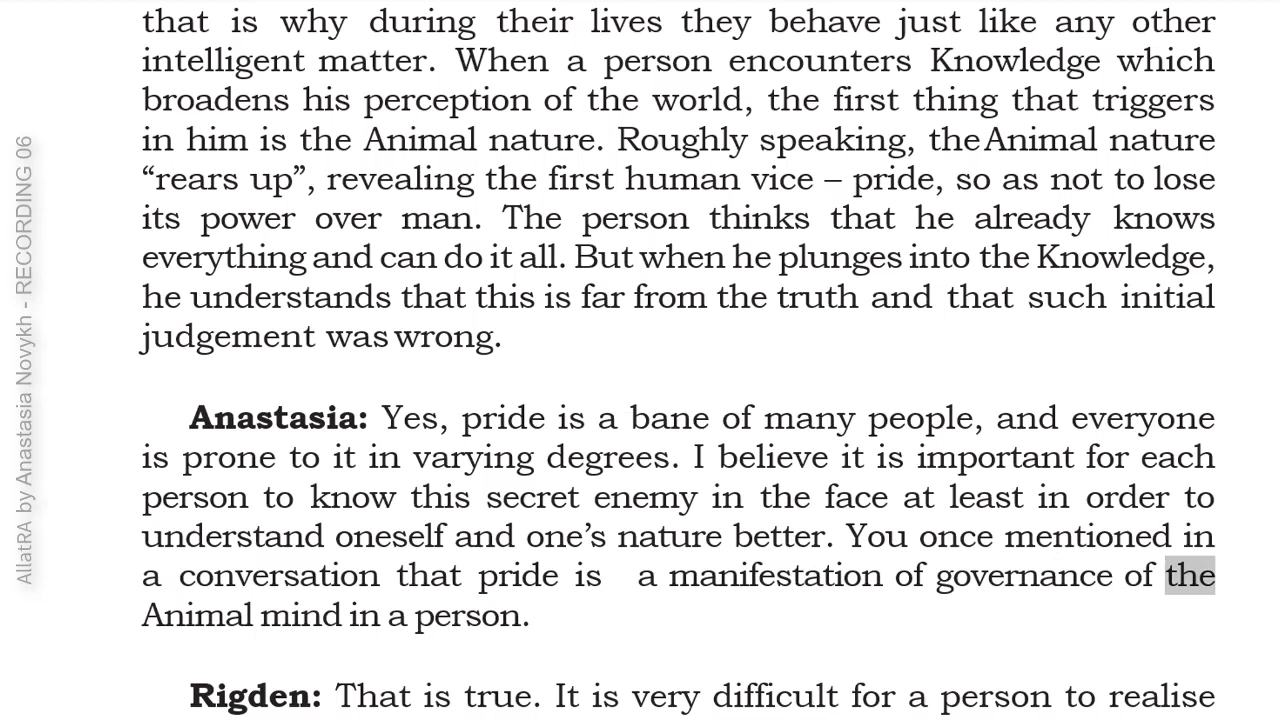 that is why during their lives they behave just like any other
intelligent matter. When a person encounters Knowledge which
broadens his perception of the world, the first thing that triggers
in him is the Animal nature. Roughly speaking, the Animal nature
“rears up”, revealing the first human vice – pride, so as not to lose
its power over man. The person thinks that he already knows
everything and can do it all. But when he plunges into the Knowledge,
he understands that this is far from the truth and that such initial
judgement was wrong.
Anastasia: Yes, pride is a bane of many people, and everyone
is prone to it in varying degrees. I believe it is important for each
person to know this secret enemy in the face at least in order to
understand oneself and one’s nature better. You once mentioned in
a conversation that pride is a manifestation of governance of the
Animal mind in a person.
Rigden: That is true. It is very difficult for a person to realise
AllatRA by Anastasia Novykh - RECORDING 06